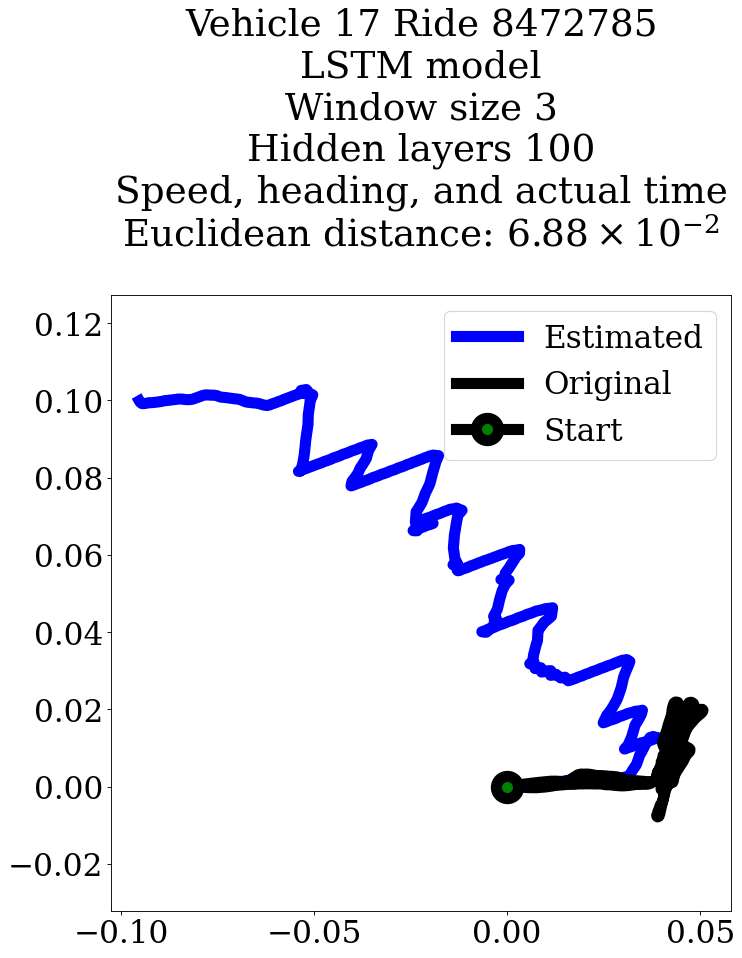 Vehicle 17 Ride 8472785
LSTM model
Window size 3
Hidden layers 100
Speed, heading, and actual time
Euclidean distance: 6.88 × 10⁻²
Estimated
Original
Start
0.12
0.10
0.08
0.06
0.04
0.02
0.00
−0.02
−0.10
−0.05
0.00
0.05